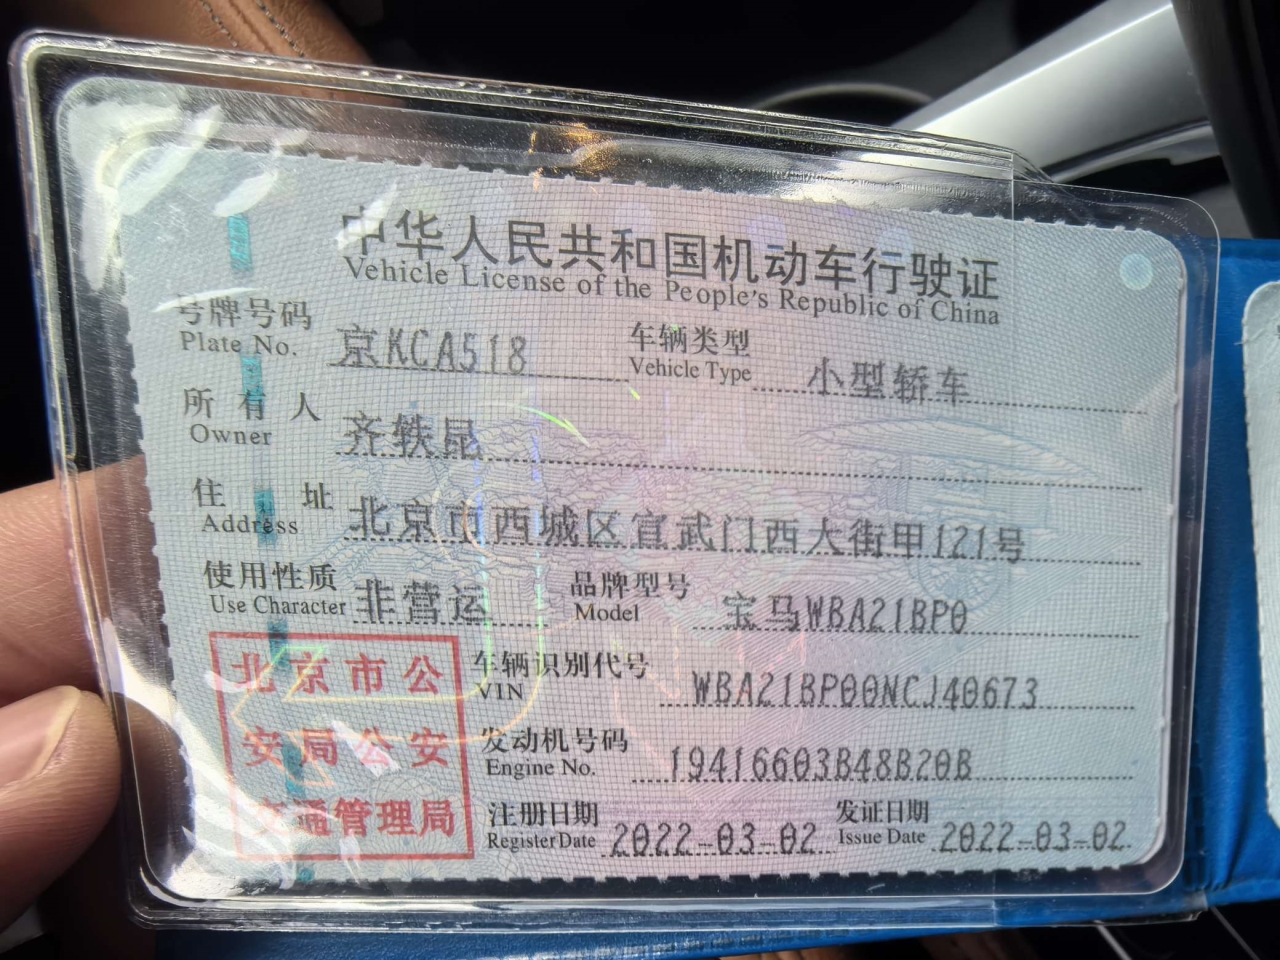 中华人民共和国机动车行驶证
Vehicle License of the People's Republic of China
号牌号码 京KCA518 车辆类型 小型轿车
Plate No. Vehicle Type
所有人 齐轶昆
Owner
住址 北京市西城区宣武门西大街甲121号
Address
使用性质 非营运 品牌型号 宝马WBA21BP0
Use Character Model
北京市公
安局公安
交通管理局
车辆识别代号 WBA21BP00NCJ40673
VIN
发动机号码 19416603B48B20B
Engine No.
注册日期 2022-03-02 发证日期 2022-03-02
Register Date Issue Date